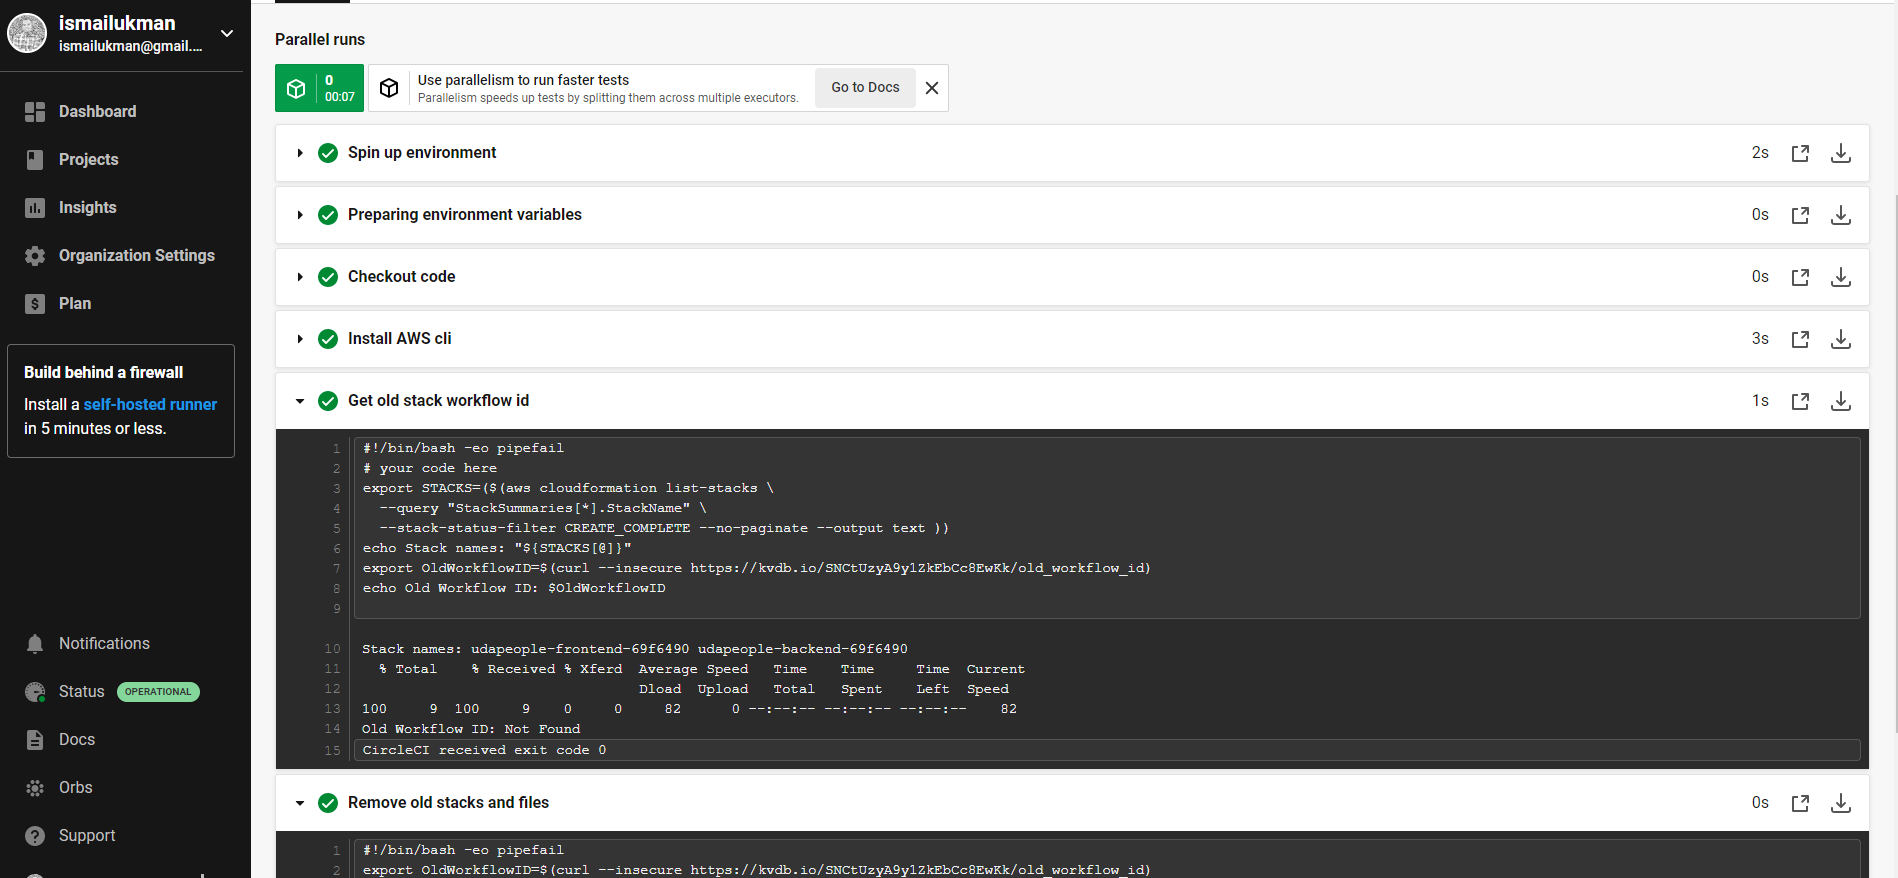 ismailukman
ismailukman@gmail....
Dashboard
Projects
Insights
Organization Settings
Plan
Build behind a firewall
Install a self-hosted runner
in 5 minutes or less.
Notifications
Status OPERATIONAL
Docs
Orbs
Support
Parallel runs
0
00:07
Use parallelism to run faster tests
Parallelism speeds up tests by splitting them across multiple executors.
Go to Docs
Spin up environment 2s
Preparing environment variables 0s
Checkout code 0s
Install AWS cli 3s
Get old stack workflow id 1s
1 #!/bin/bash -eo pipefail
2 # your code here
3 export STACKS=($(aws cloudformation list-stacks \
4 --query "StackSummaries[*].StackName" \
5 --stack-status-filter CREATE_COMPLETE --no-paginate --output text ))
6 echo Stack names: "${STACKS[@]}"
7 export OldWorkflowID=$(curl --insecure https://kvdb.io/SNCtUzyA9y1ZkEbCc8EwKk/old_workflow_id)
8 echo Old Workflow ID: $OldWorkflowID
9
10 Stack names: udapeople-frontend-69f6490 udapeople-backend-69f6490
11 % Total % Received % Xferd Average Speed Time Time Time Current
12 Dload Upload Total Spent Left Speed
13 100 9 100 9 0 0 82 0 --:--:-- --:--:-- --:--:-- 82
14 Old Workflow ID: Not Found
15 CircleCI received exit code 0
Remove old stacks and files 0s
1 #!/bin/bash -eo pipefail
2 export OldWorkflowID=$(curl --insecure https://kvdb.io/SNCtUzyA9y1ZkEbCc8EwKk/old_workflow_id)